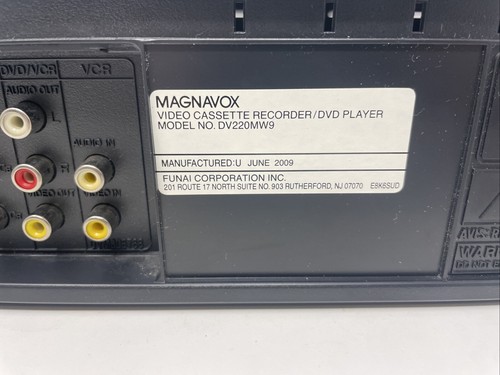 DVD/VCR VCR
AUDIO OUT
L
AUDIO IN
R
VIDEO OUT VIDEO IN
MAGNAVOX
VIDEO CASSETTE RECORDER/DVD PLAYER
MODEL NO. DV220MW9
MANUFACTURED:U JUNE 2009
FUNAI CORPORATION INC.
201 ROUTE 17 NORTH SUITE NO. 903 RUTHERFORD, NJ 07070 E8K6SUD